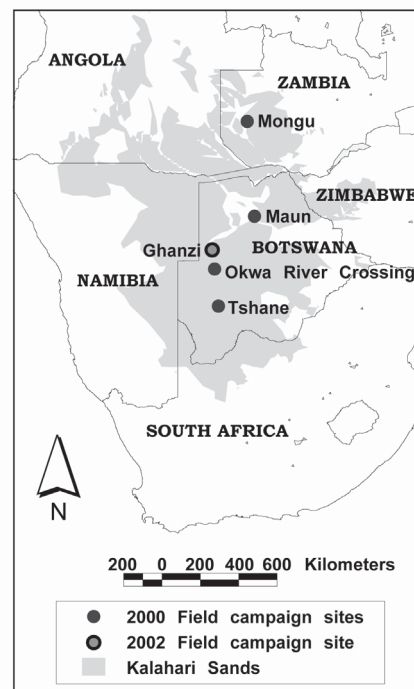 ANGOLA
ZAMBIA
Mongu
ZIMBABWE
Maun
Ghanzi
BOTSWANA
Okwa River Crossing
NAMIBIA
Tshane
SOUTH AFRICA
N
200 0 200 400 600 Kilometers
2000 Field campaign sites
2002 Field campaign site
Kalahari Sands